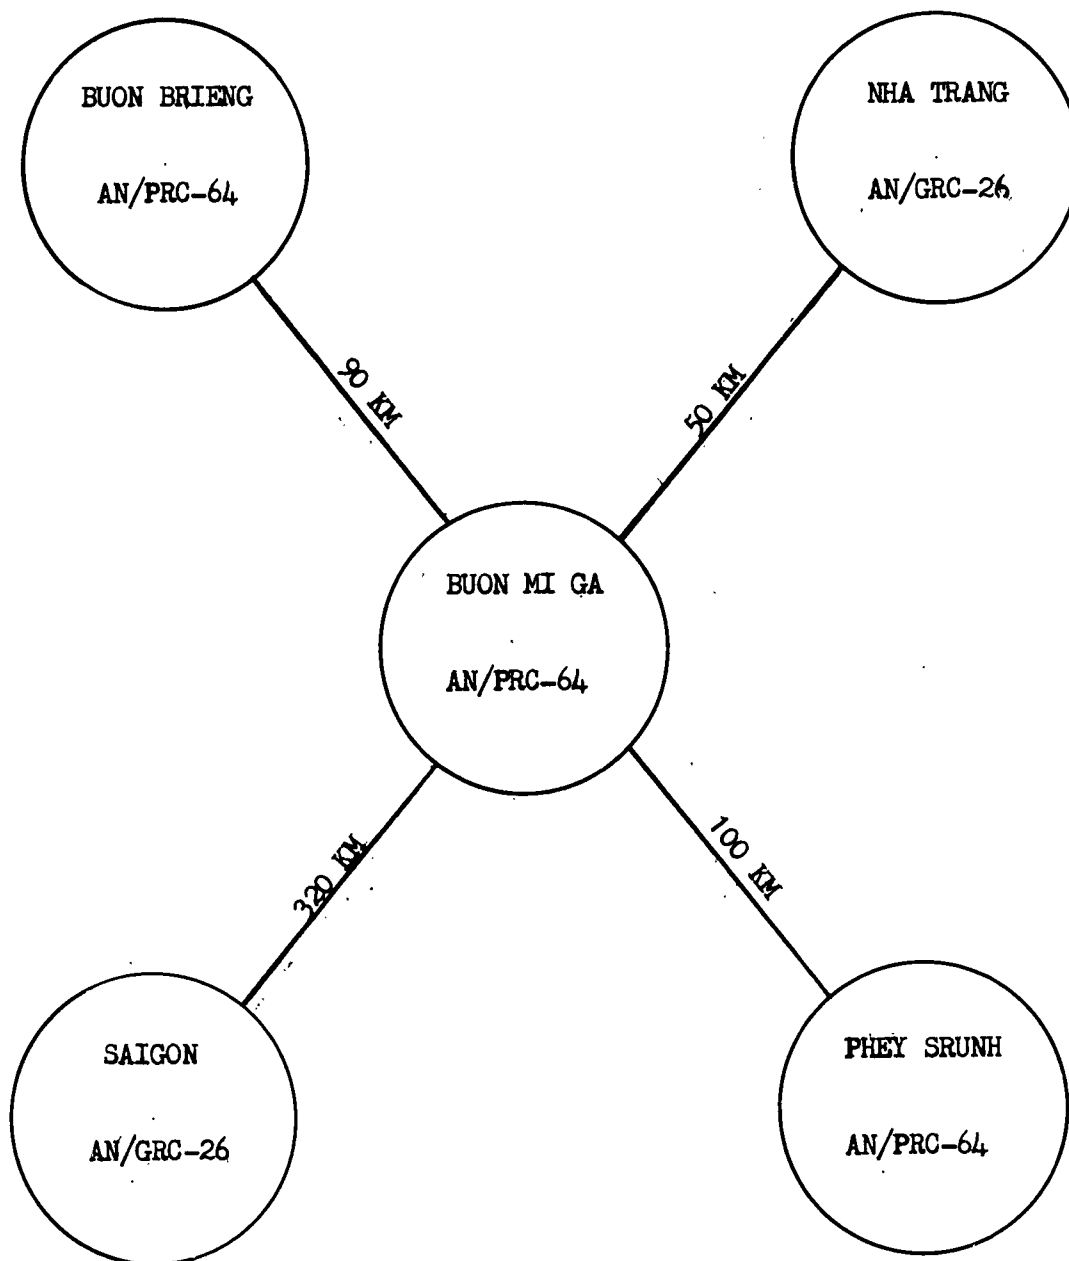 BUON BRIENG
AN/PRC-64
NHA TRANG
AN/GRC-26
90 KM
50 KM
BUON MI GA
AN/PRC-64
320 KM
100 KM
SAIGON
AN/GRC-26
PHEY SRUNH
AN/PRC-64